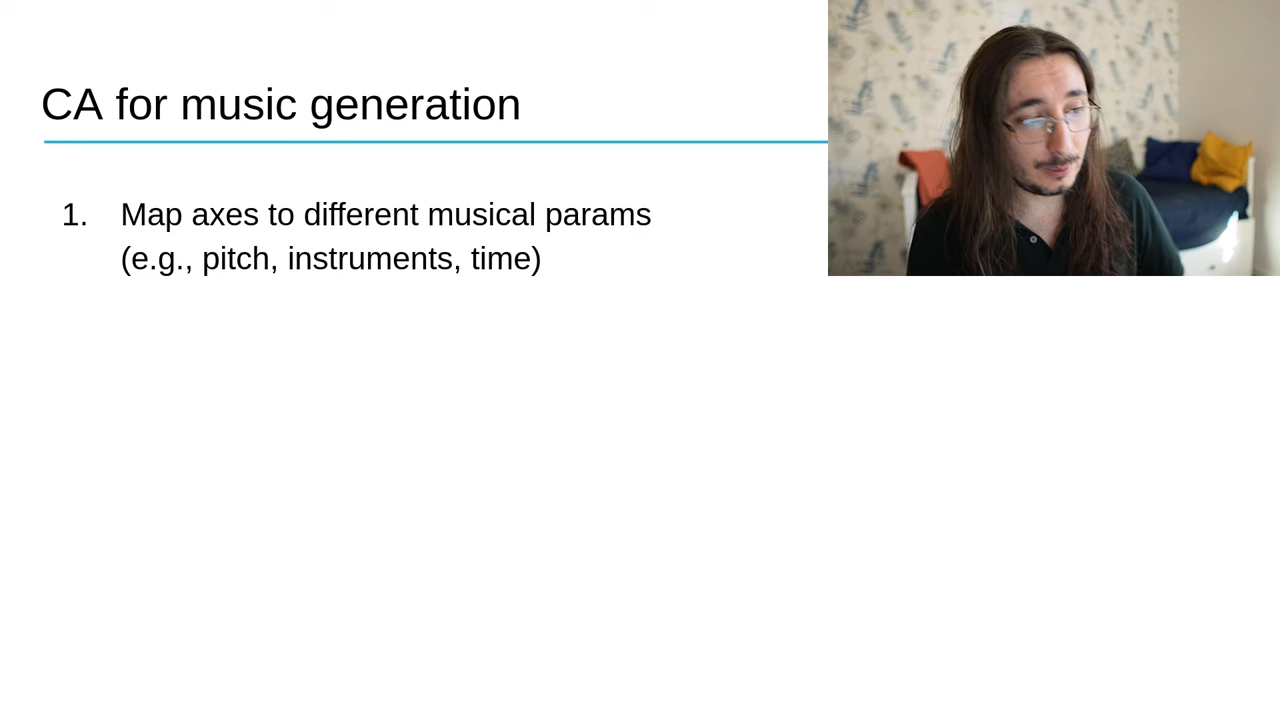 CA for music generation
1. Map axes to different musical params
(e.g., pitch, instruments, time)